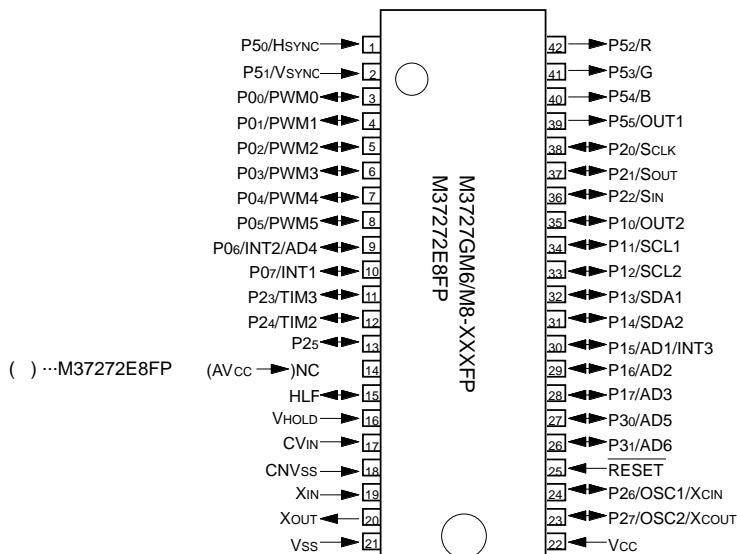 P50/HSYNC 1
P51/VSYNC 2
P00/PWM0 3
P01/PWM1 4
P02/PWM2 5
P03/PWM3 6
P04/PWM4 7
P05/PWM5 8
P06/INT2/AD4 9
P07/INT1 10
P23/TIM3 11
P24/TIM2 12
P25 13
( ) ···M37272E8FP (AVCC )NC 14
HLF 15
VHOLD 16
CVIN 17
CNVSS 18
XIN 19
XOUT 20
VSS 21
M3727GM6/M8-XXXFP
M37272E8FP
42 P52/R
41 P53/G
40 P54/B
39 P55/OUT1
38 P20/SCLK
37 P21/SOUT
36 P22/SIN
35 P10/OUT2
34 P11/SCL1
33 P12/SCL2
32 P13/SDA1
31 P14/SDA2
30 P15/AD1/INT3
29 P16/AD2
28 P17/AD3
27 P30/AD5
26 P31/AD6
25 RESET
24 P26/OSC1/XCIN
23 P27/OSC2/XCOUT
22 VCC